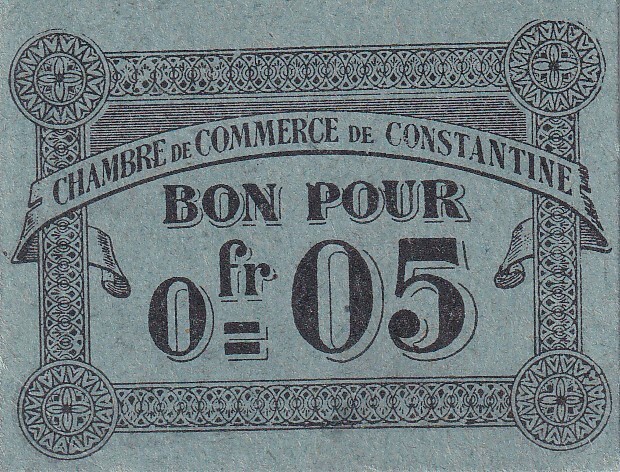 CHAMBRE DE COMMERCE DE CONSTANTINE
BON POUR
0 fr = 05